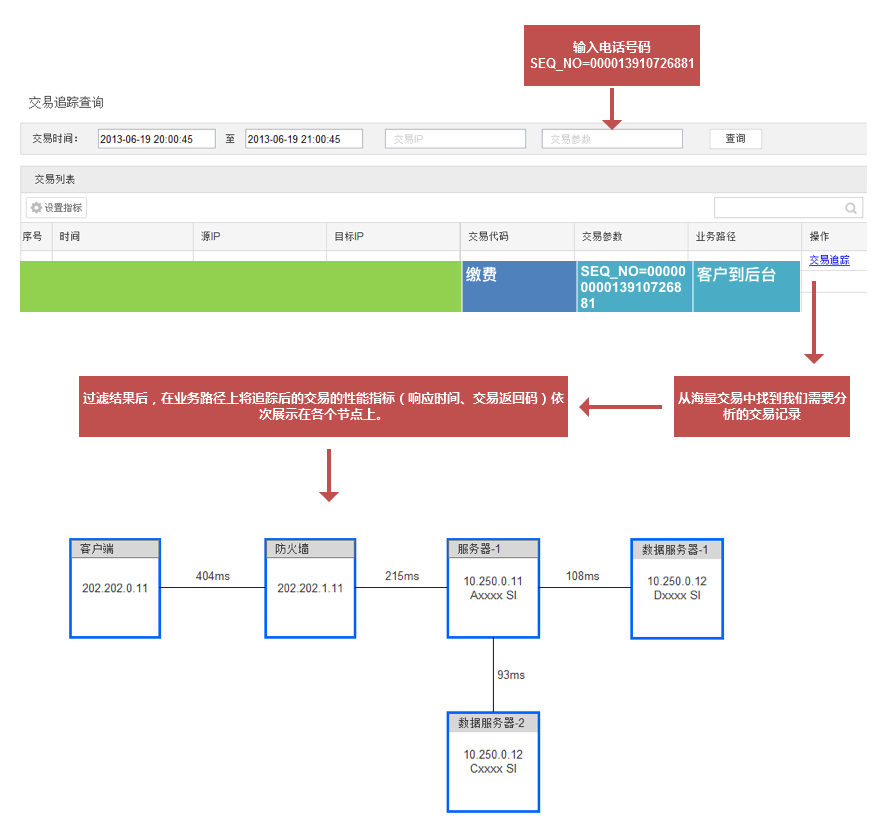 输入电话号码
SEQ_NO=000013910726881
交易追踪查询
交易时间： 2013-06-19 20:00:45 至 2013-06-19 21:00:45 交易IP 交易参数 查询
交易列表
设置指标
序号 时间 源IP 目标IP 交易代码 交易参数 业务路径 操作
交易追踪
缴费 SEQ_NO=00000 客户到后台
0000139107268
81
过滤结果后，在业务路径上将追踪后的交易的性能指标（响应时间、交易返回码）依
次展示在各个节点上。
从海量交易中找到我们需要分
析的交易记录
客户端 防火墙 服务器-1 数据服务器-1
404ms 215ms 108ms
202.202.0.11 202.202.1.11 10.250.0.11 10.250.0.12
Axxxx SI Dxxxx SI
93ms
数据服务器-2
10.250.0.12
Cxxxx SI